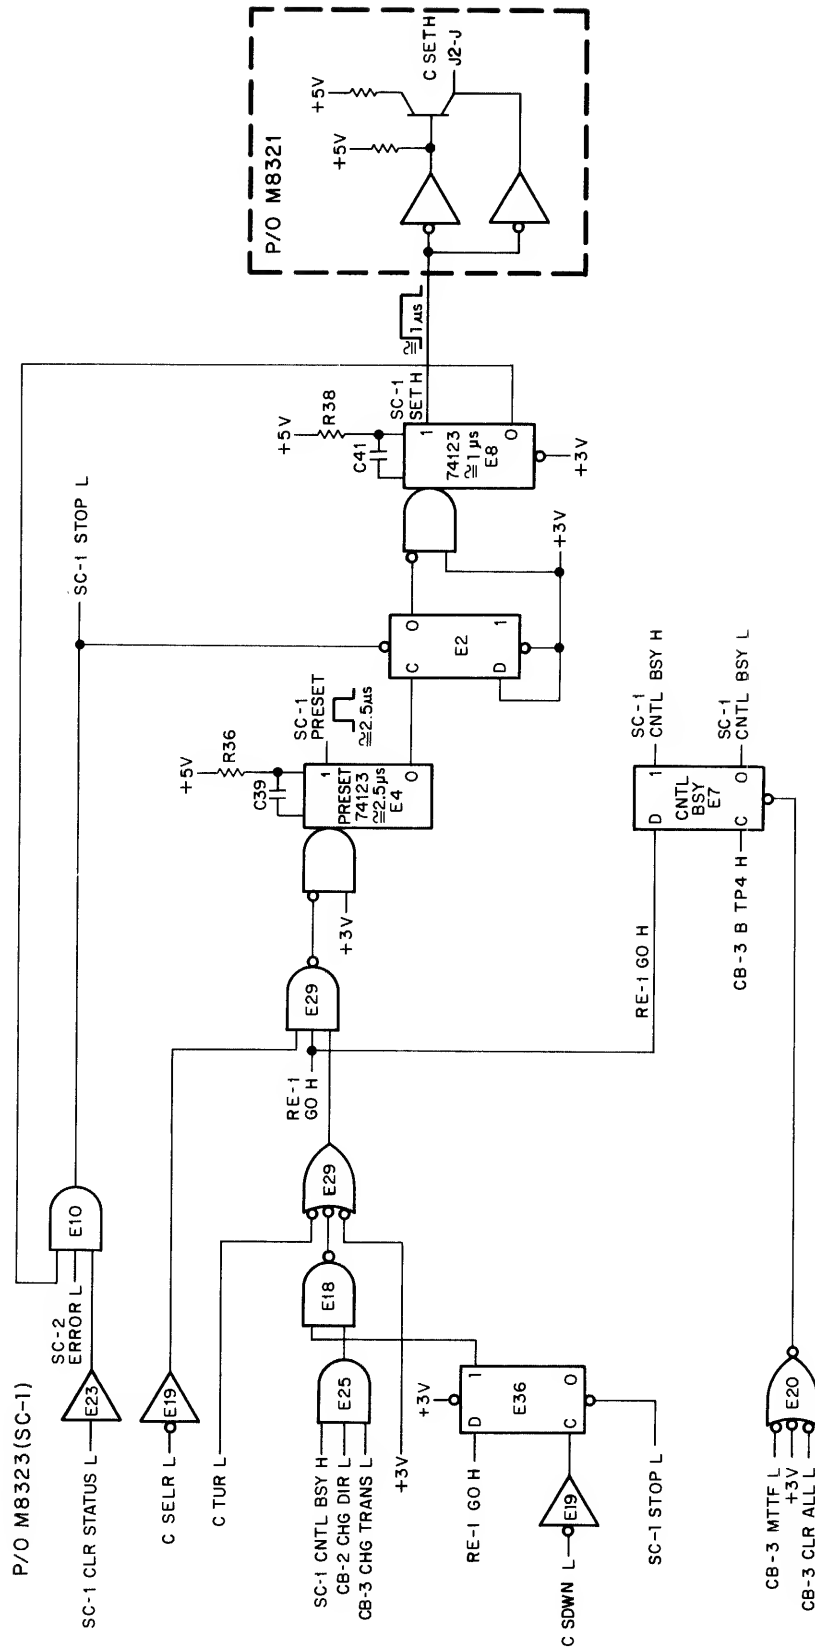 P/O M8323(SC-1)
SC-1 CLR STATUS L
E23
SC-2
ERROR L
E10
SC-1 STOP L
C SELR L
E19
C TUR L
SC-1 CNTL BSY H
CB-2 CHG DIR L
CB-3 CHG TRANS L
E25
E18
+3V
E29
RE-1
GO H
E29
+3V
+5V
R36
C39
PRESET
74123
≅2.5µs
E4
1
0
SC-1
PRESET
≅2.5µs
C
D
E2
0
1
+3V
+5V
R38
C41
74123
≅1µs
E8
1
0
+3V
SC-1
SET H
≅1µs
P/O M8321
+5V
+5V
C SET H
J2-J
RE-1 GO H
C SDWN L
E19
+3V
D
C
E36
1
0
SC-1 STOP L
RE-1 GO H
CB-3 B TP4 H
D
C
CNTL
BSY
E7
1
0
SC-1
CNTL BSY H
SC-1
CNTL BSY L
CB-3 MTTF L
+3V
CB-3 CLR ALL L
E20